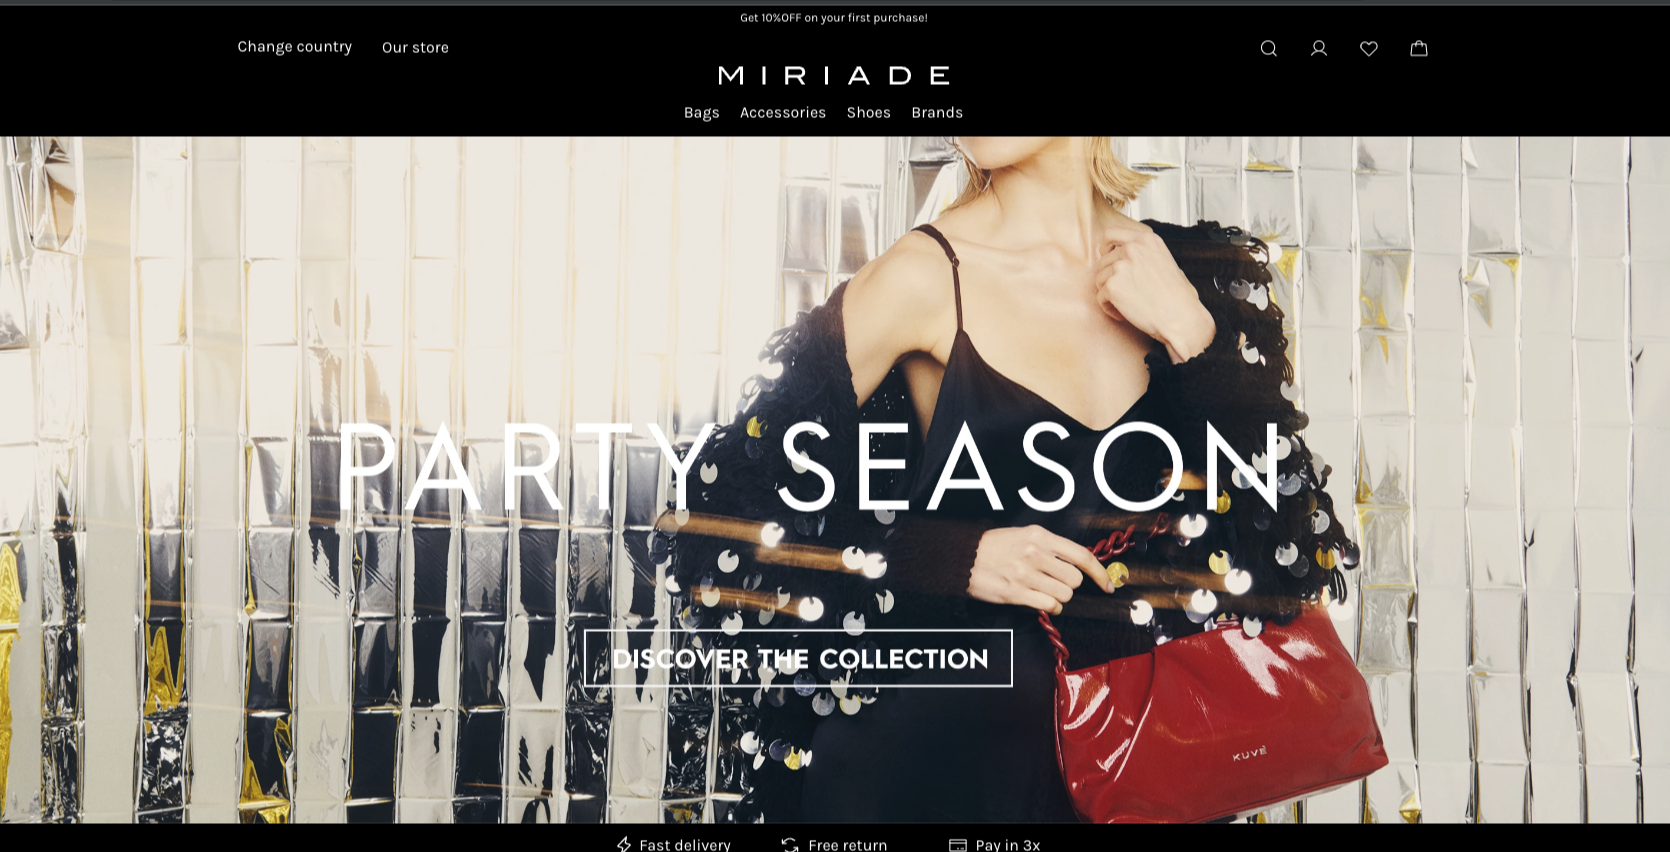 Get 10%OFF on your first purchase!
Change country
Our store
MIRIADE
Bags
Accessories
Shoes
Brands
PARTY SEASON
DISCOVER THE COLLECTION
KUVÈ
Fast delivery
Free return
Pay in 3x